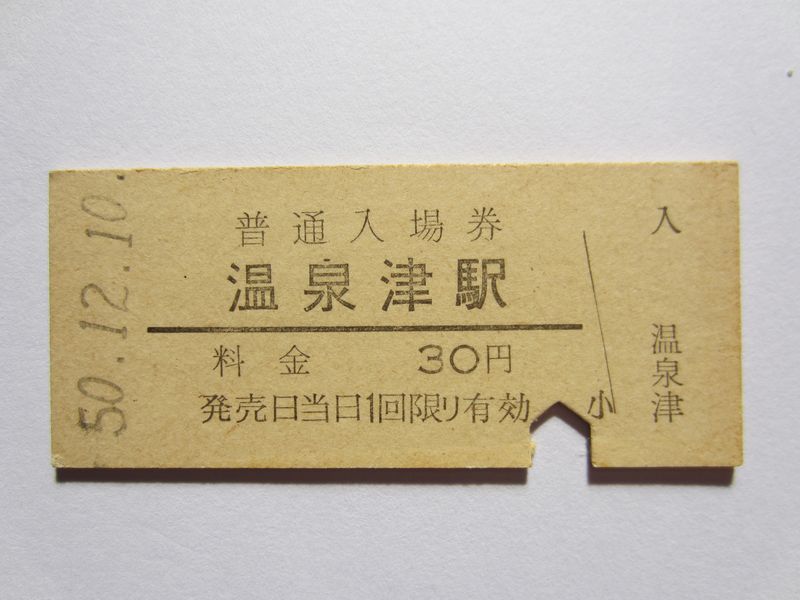 50.12.10.
普通入場券
温泉津駅
料金 30円
発売日当日1回限り有効
小
入
温泉津